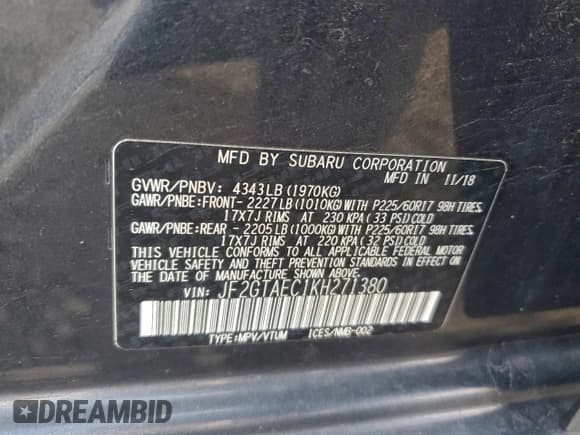 MFD BY SUBARU CORPORATION
GVWR/PNBV: 4343LB(1970KG) MFD IN 11/18
GAWR/PNBE:FRONT- 2227LB(1010KG)WITH P225/60R17 98H TIRES,
17X7J RIMS AT 230 KPA(33 PSI)COLD
GAWR/PNBE:REAR - 2205LB(1000KG)WITH P225/60R17 98H TIRES,
17X7J RIMS AT 220 KPA(32 PSI)COLD
THIS VEHICLE CONFORMS TO ALL APPLICABLE FEDERAL MOTOR
VEHICLE SAFETY AND THEFT PREVENTION STANDARDS IN EFFECT
ON THE DATE OF MANUFACTURE SHOWN ABOVE.
VIN: JF2GTAEC1KH271380
TYPE:MPV/VTUM ICES/NMB-002
DREAMBID